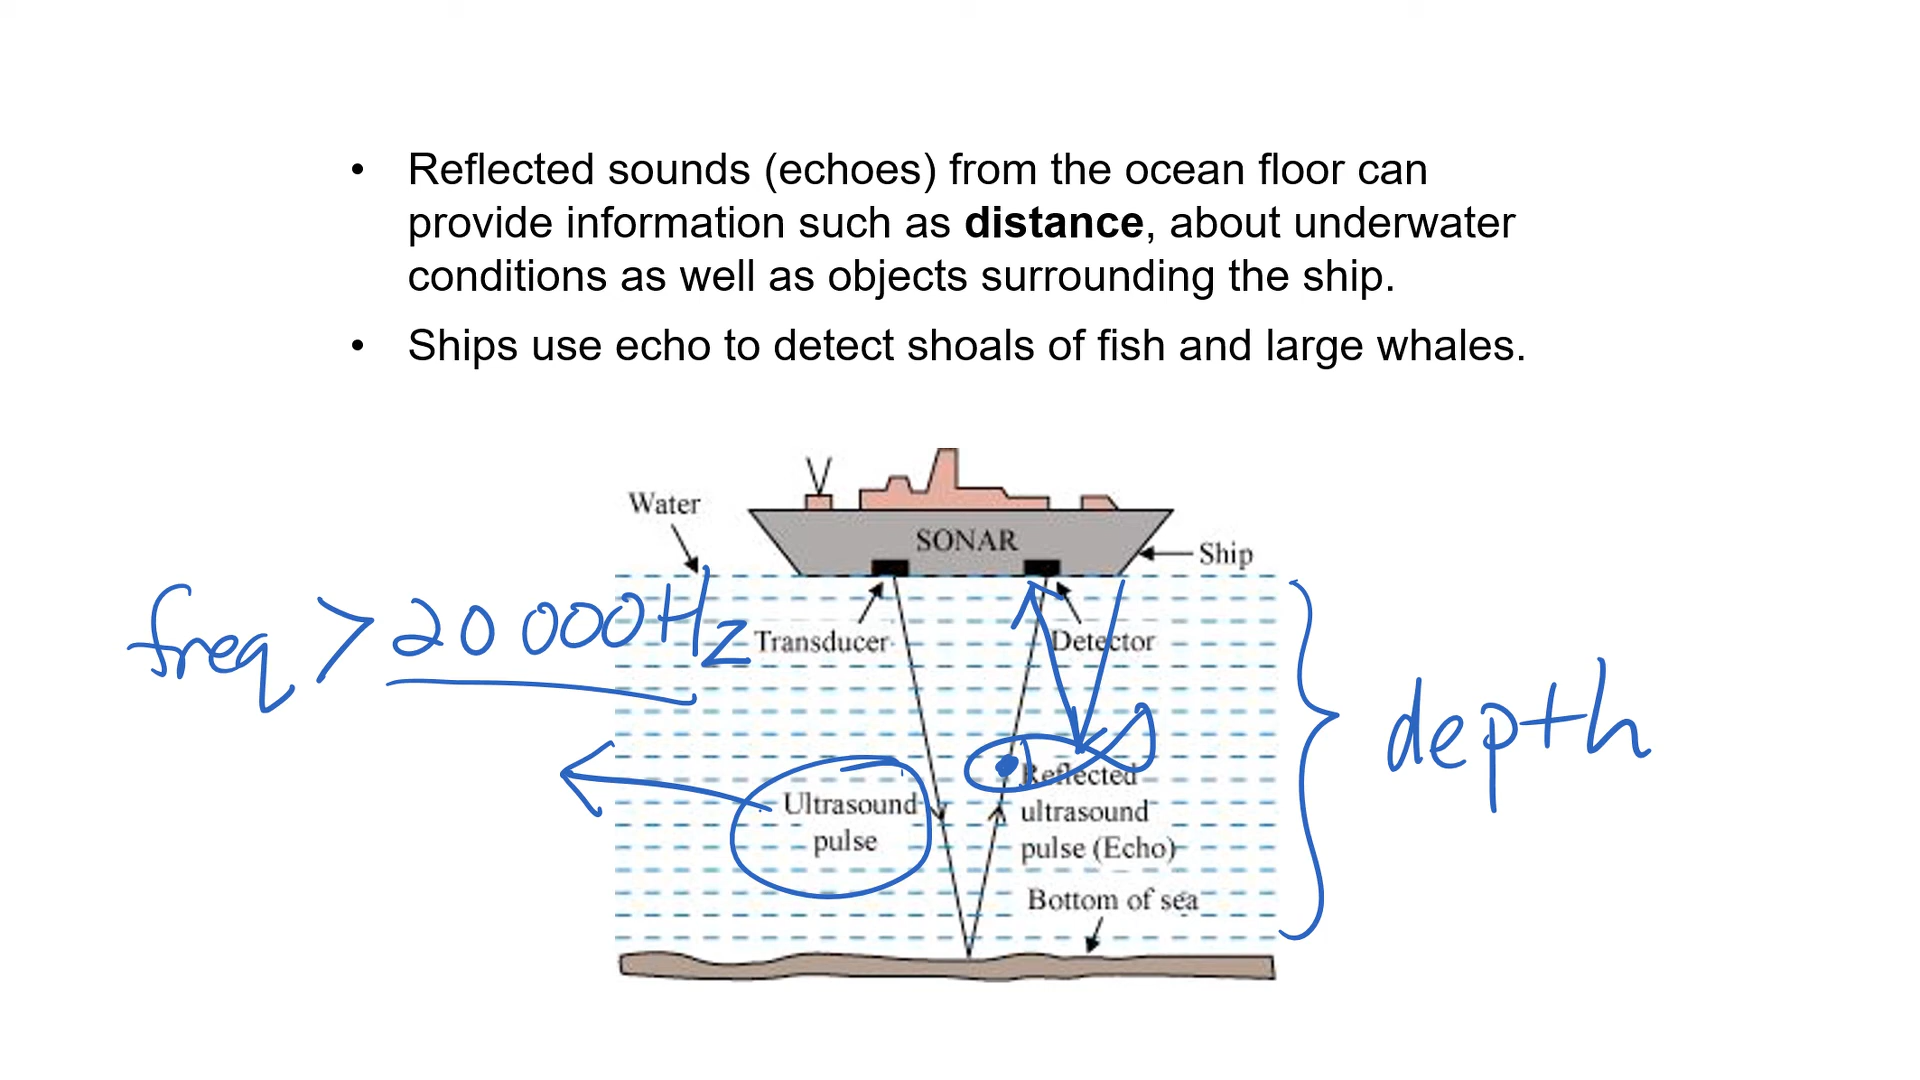 • Reflected sounds (echoes) from the ocean floor can
provide information such as distance, about underwater
conditions as well as objects surrounding the ship.
• Ships use echo to detect shoals of fish and large whales.
Water
SONAR
Ship
freq > 20 000Hz
Transducer
Detector
depth
Ultrasound
pulse
Reflected
ultrasound
pulse (Echo)
Bottom of sea